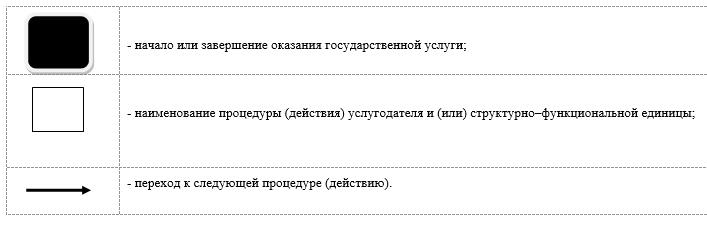 - начало или завершение оказания государственной услуги;
- наименование процедуры (действия) услугодателя и (или) структурно–функциональной единицы;
- переход к следующей процедуре (действию).